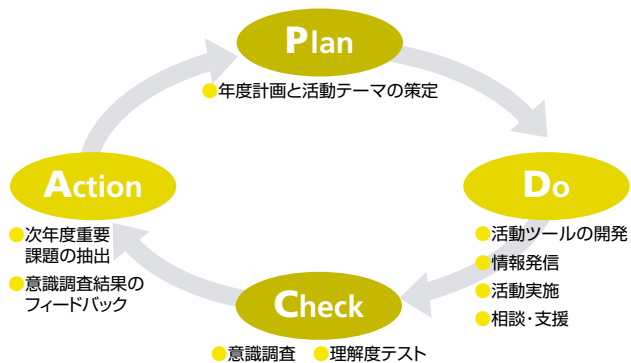 Plan
●年度計画と活動テーマの策定
Do
●活動ツールの開発
●情報発信
●活動実施
●相談・支援
Check
●意識調査 ●理解度テスト
Action
●次年度重要
課題の抽出
●意識調査結果の
フィードバック